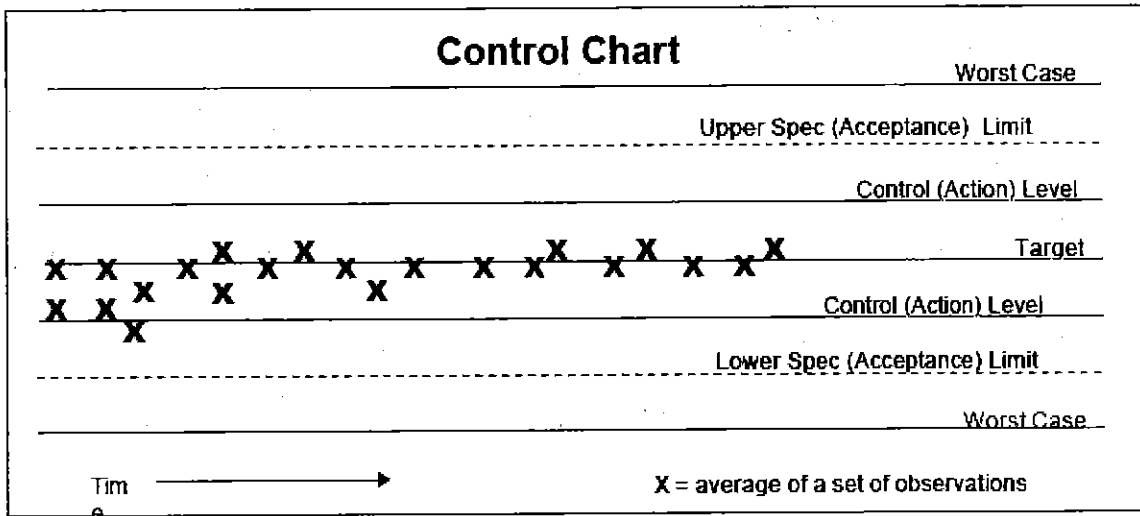 Control Chart
Worst Case
Upper Spec (Acceptance) Limit
Control (Action) Level
Target
X X X X X X X X X X X X X X X X X X
X X X X
X X X
Control (Action) Level
Lower Spec (Acceptance) Limit
Worst Case
Tim
e
X = average of a set of observations